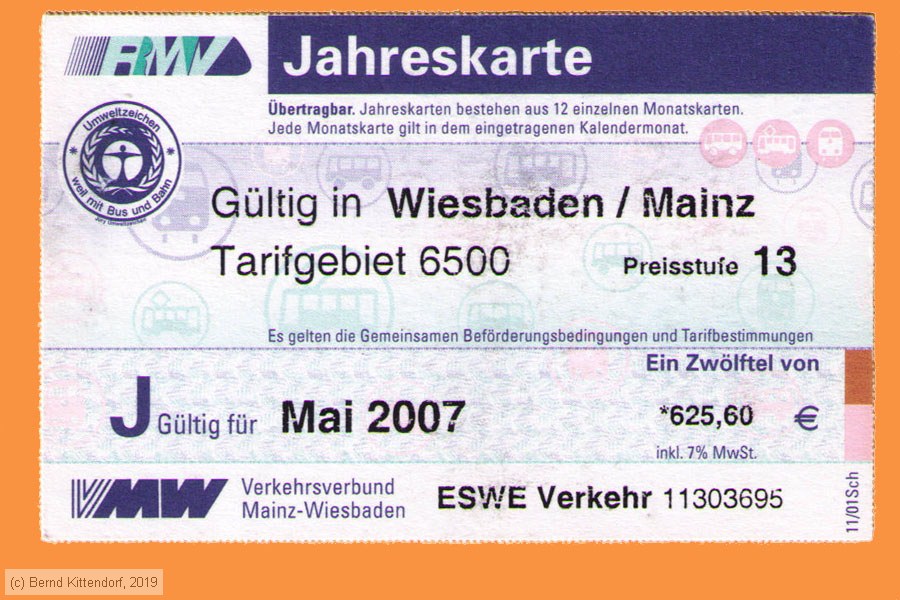 RMV
Jahreskarte
Übertragbar. Jahreskarten bestehen aus 12 einzelnen Monatskarten.
Jede Monatskarte gilt in dem eingetragenen Kalendermonat.
Umweltzeichen
weil mit Bus und Bahn
Jury Umweltzeichen
Gültig in Wiesbaden / Mainz
Tarifgebiet 6500 Preisstufe 13
Es gelten die Gemeinsamen Beförderungsbedingungen und Tarifbestimmungen
Ein Zwölftel von
J Gültig für Mai 2007 *625,60 €
inkl. 7% MwSt.
VMW Verkehrsverbund
Mainz-Wiesbaden
ESWE Verkehr 11303695
11/01Sch
(c) Bernd Kittendorf, 2019